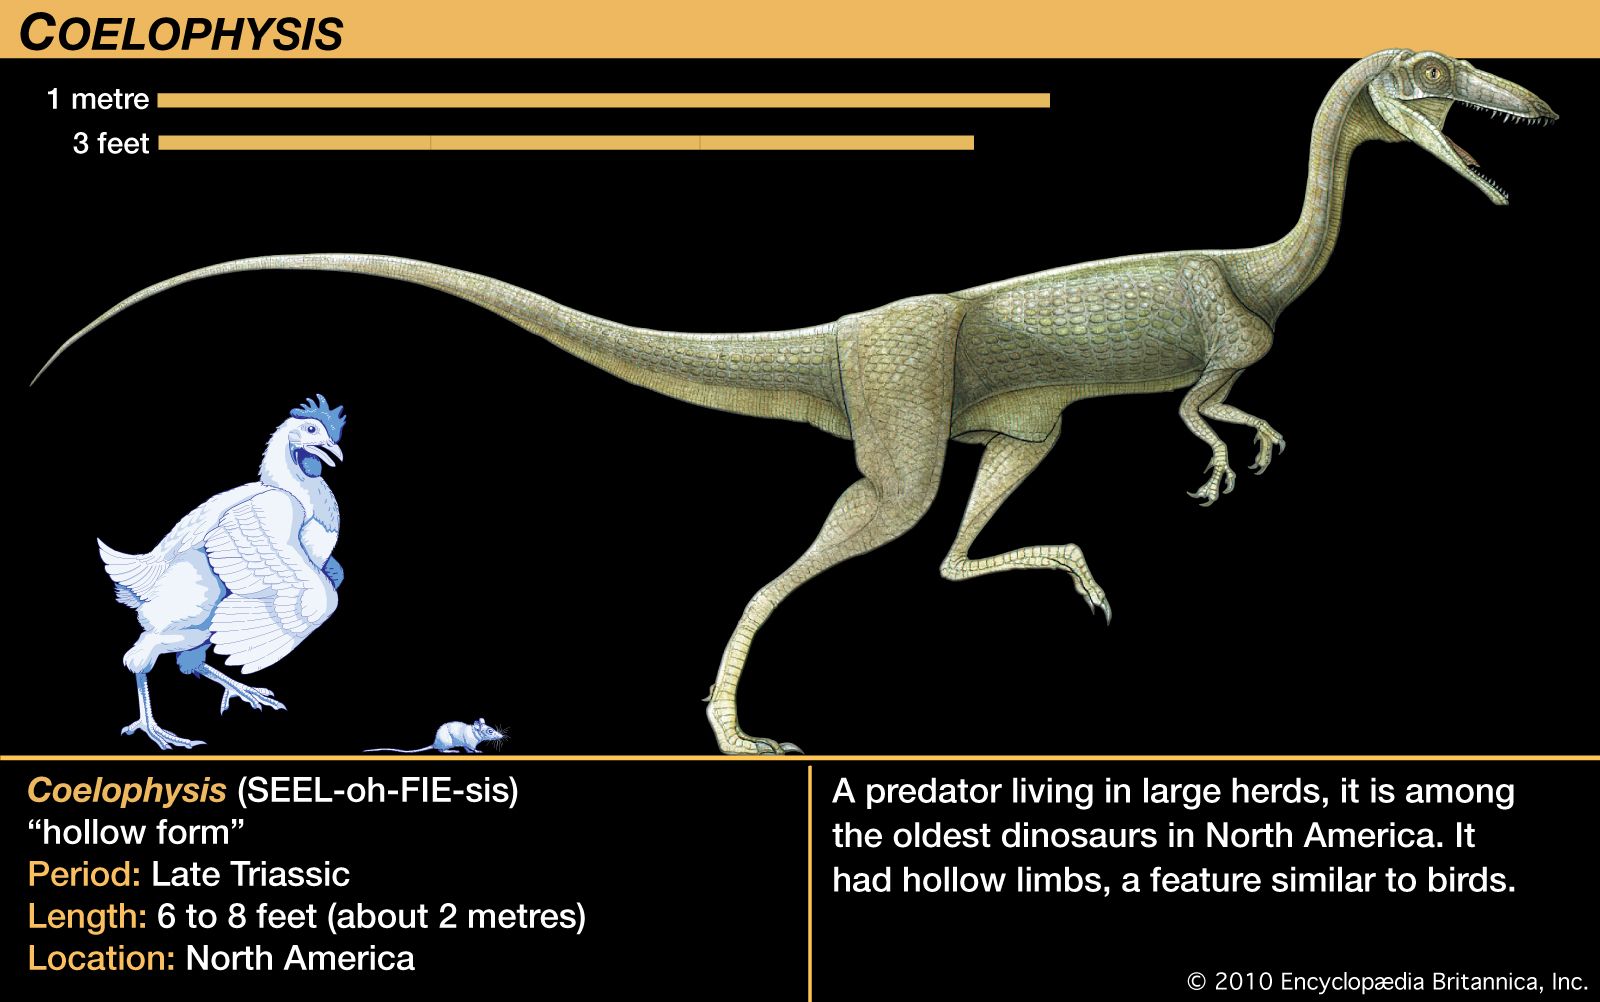 COELOPHYSIS
1 metre
3 feet
Coelophysis (SEEL-oh-FIE-sis)
“hollow form”
Period: Late Triassic
Length: 6 to 8 feet (about 2 metres)
Location: North America
A predator living in large herds, it is among
the oldest dinosaurs in North America. It
had hollow limbs, a feature similar to birds.
© 2010 Encyclopædia Britannica, Inc.